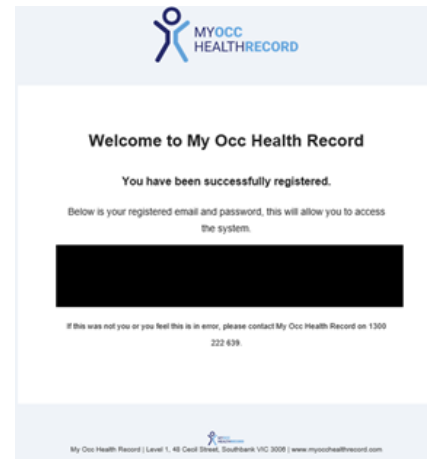 MYOCC
HEALTHRECORD
Welcome to My Occ Health Record
You have been successfully registered.
Below is your registered email and password, this will allow you to access
the system.
If this was not you or you feel this is in error, please contact My Occ Health Record on 1300
222 639.
My Occ Health Record | Level 1, 48 Cecil Street, Southbank VIC 3006 | www.myocchealthrecord.com